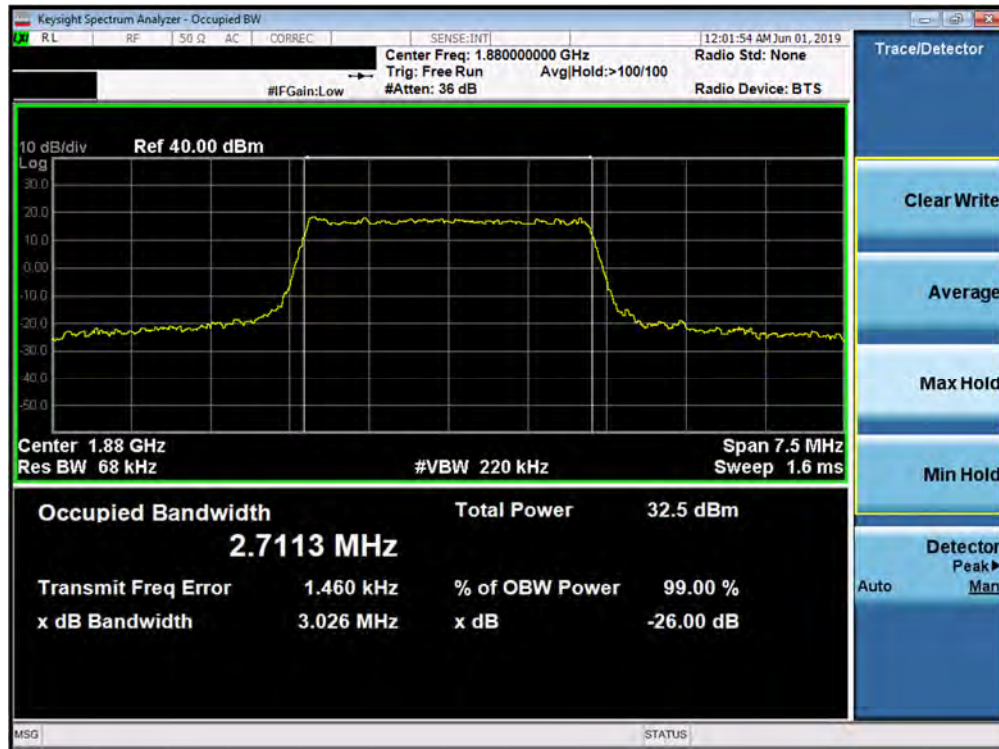 Keysight Spectrum Analyzer - Occupied BW
LXI RL RF 50 Ω AC CORREC SENSE:INT 12:01:54 AM Jun 01, 2019
Center Freq: 1.880000000 GHz Radio Std: None
Trig: Free Run Avg|Hold:>100/100
#IFGain:Low #Atten: 36 dB Radio Device: BTS
10 dB/div Ref 40.00 dBm
Log
30.0
20.0
10.0
0.00
-10.0
-20.0
-30.0
-40.0
-50.0
Center 1.88 GHz Span 7.5 MHz
Res BW 68 kHz #VBW 220 kHz Sweep 1.6 ms
Occupied Bandwidth Total Power 32.5 dBm
2.7113 MHz
Transmit Freq Error 1.460 kHz % of OBW Power 99.00 %
x dB Bandwidth 3.026 MHz x dB -26.00 dB
MSG STATUS
Trace/Detector
Clear Write
Average
Max Hold
Min Hold
Detector
Peak▶
Auto Man